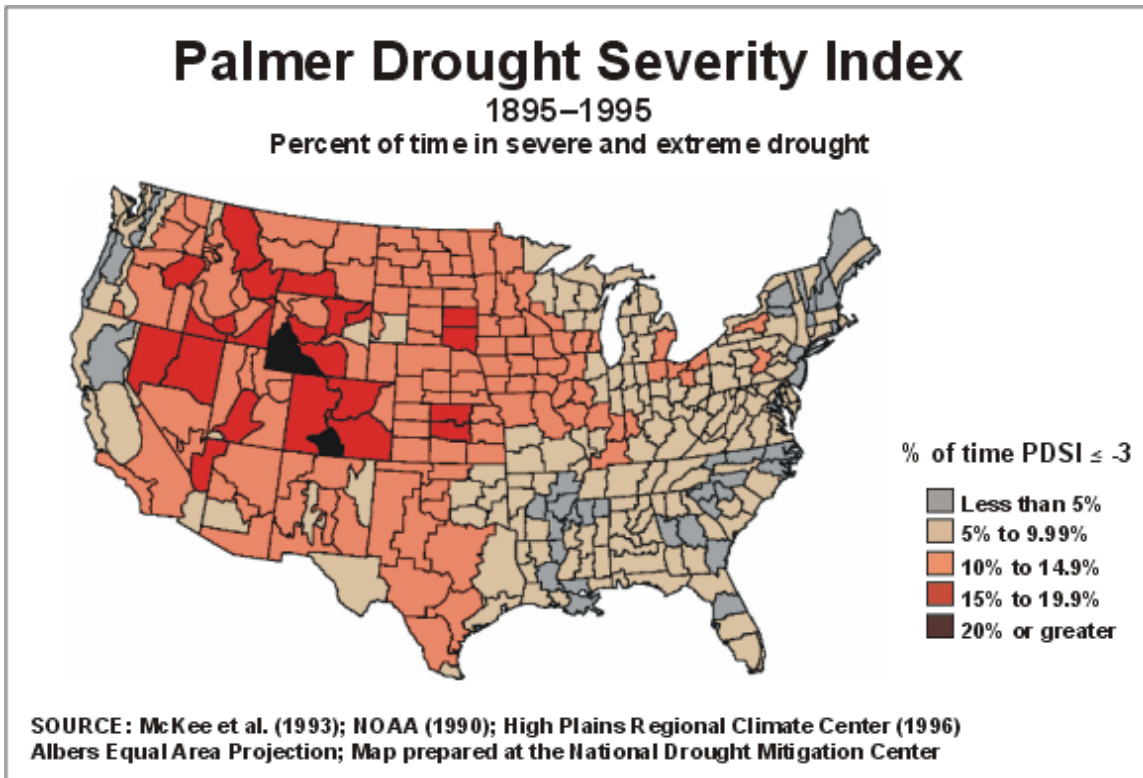 Palmer Drought Severity Index
1895–1995
Percent of time in severe and extreme drought
% of time PDSI ≤ -3
Less than 5%
5% to 9.99%
10% to 14.9%
15% to 19.9%
20% or greater
SOURCE: McKee et al. (1993); NOAA (1990); High Plains Regional Climate Center (1996)
Albers Equal Area Projection; Map prepared at the National Drought Mitigation Center